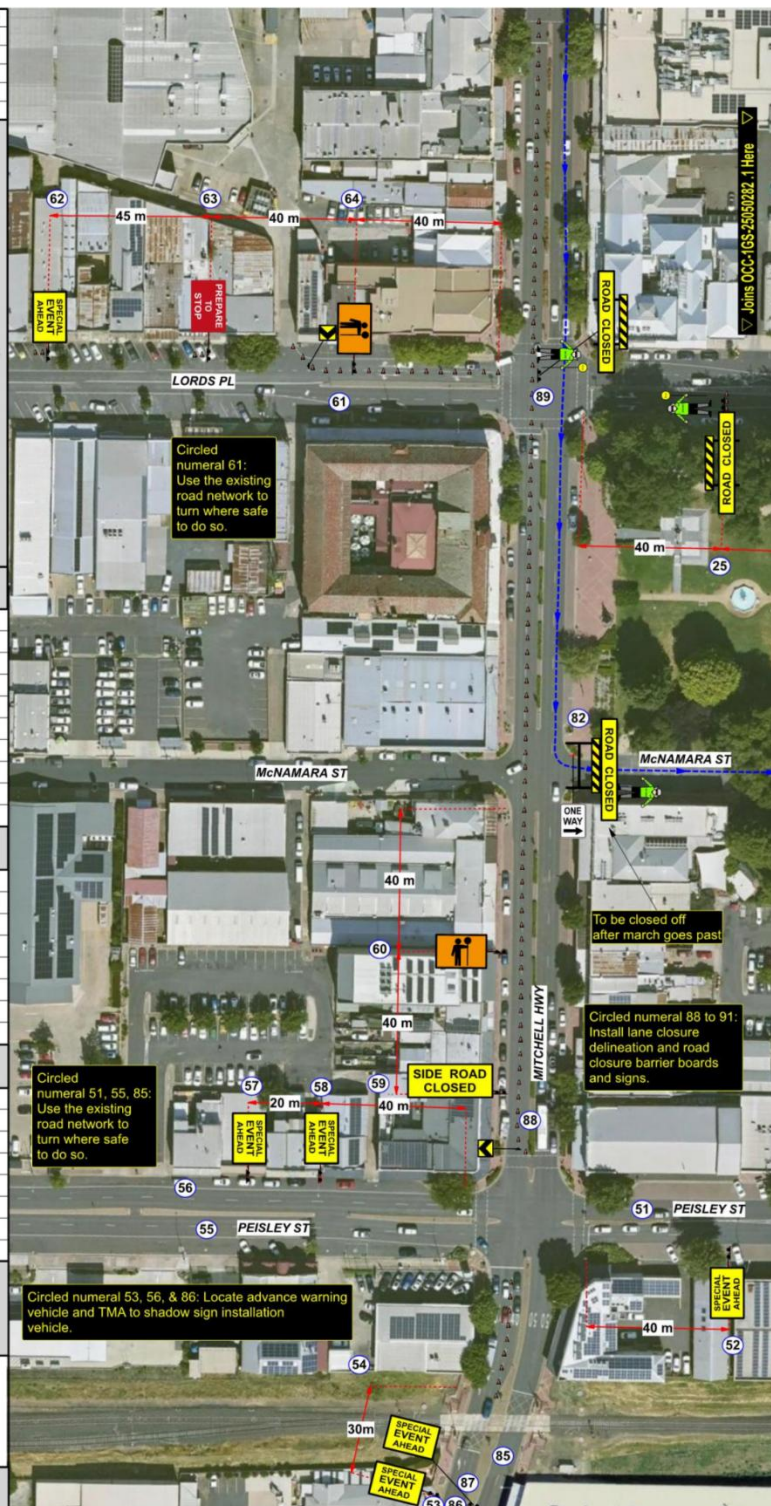 ▽ Joins OCC-1GS-25050282 .1 Here ▽
62
45 m
63
40 m
64
40 m
SPECIAL
EVENT
AHEAD
PREPARE
TO
STOP
ROAD CLOSED
LORDS PL
61
89
ROAD CLOSED
Circled
numeral 61:
Use the existing
road network to
turn where safe
to do so.
40 m
25
82
ROAD CLOSED
McNAMARA ST
McNAMARA ST
ONE
WAY
40 m
To be closed off
after march goes past
60
40 m
MITCHELL HWY
Circled numeral 88 to 91:
Install lane closure
delineation and road
closure barrier boards
and signs.
Circled
numeral 51, 55, 85:
Use the existing
road network to
turn where safe
to do so.
57
58
59
SIDE ROAD
CLOSED
20 m
40 m
SPECIAL
EVENT
AHEAD
SPECIAL
EVENT
AHEAD
88
56
51
PEISLEY ST
55
PEISLEY ST
Circled numeral 53, 56, & 86: Locate advance warning
vehicle and TMA to shadow sign installation
vehicle.
SPECIAL
EVENT
AHEAD
40 m
52
54
30m
SPECIAL
EVENT
AHEAD
85
SPECIAL
EVENT
AHEAD
87
53
86